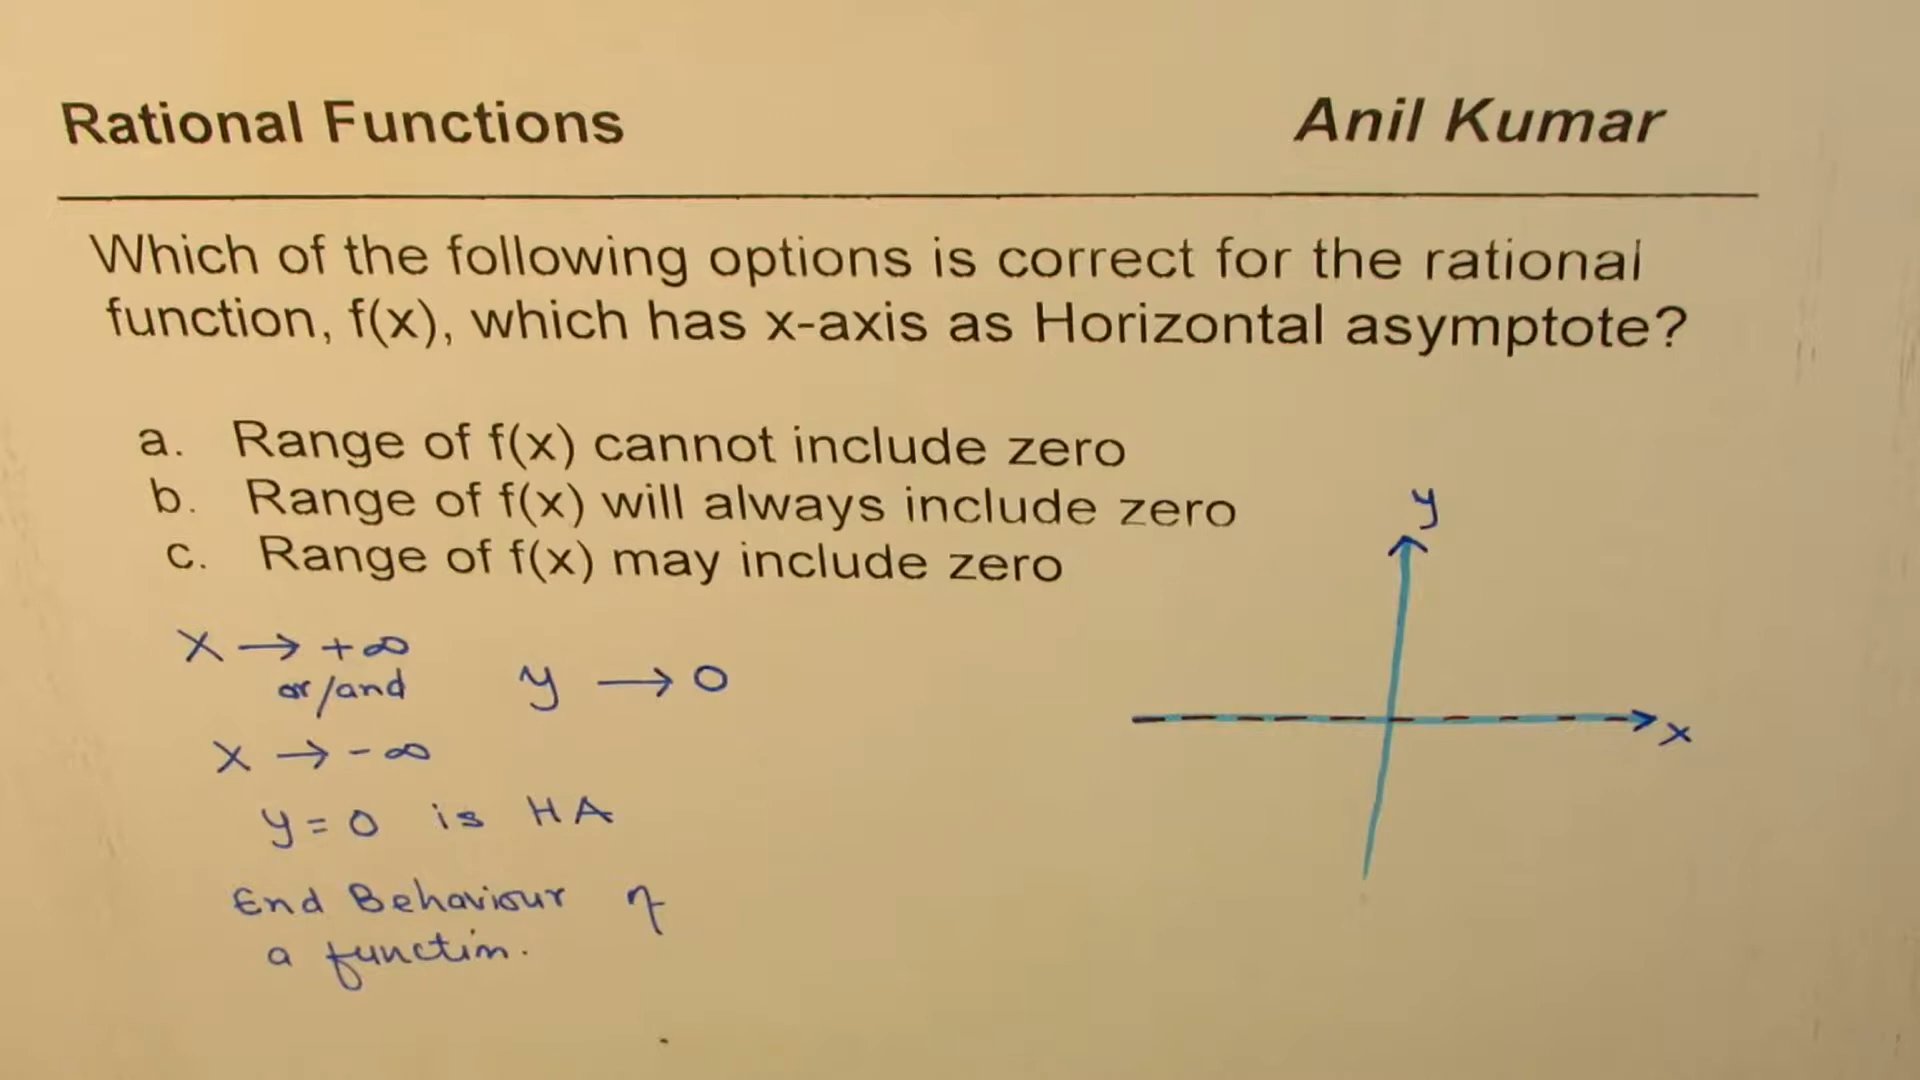 Rational Functions Anil Kumar
Which of the following options is correct for the rational
function, f(x), which has x-axis as Horizontal asymptote?
a. Range of f(x) cannot include zero
b. Range of f(x) will always include zero
c. Range of f(x) may include zero
x → +∞
or/and y → 0
x → -∞
y = 0 is HA
End Behaviour of
a function.
y
x